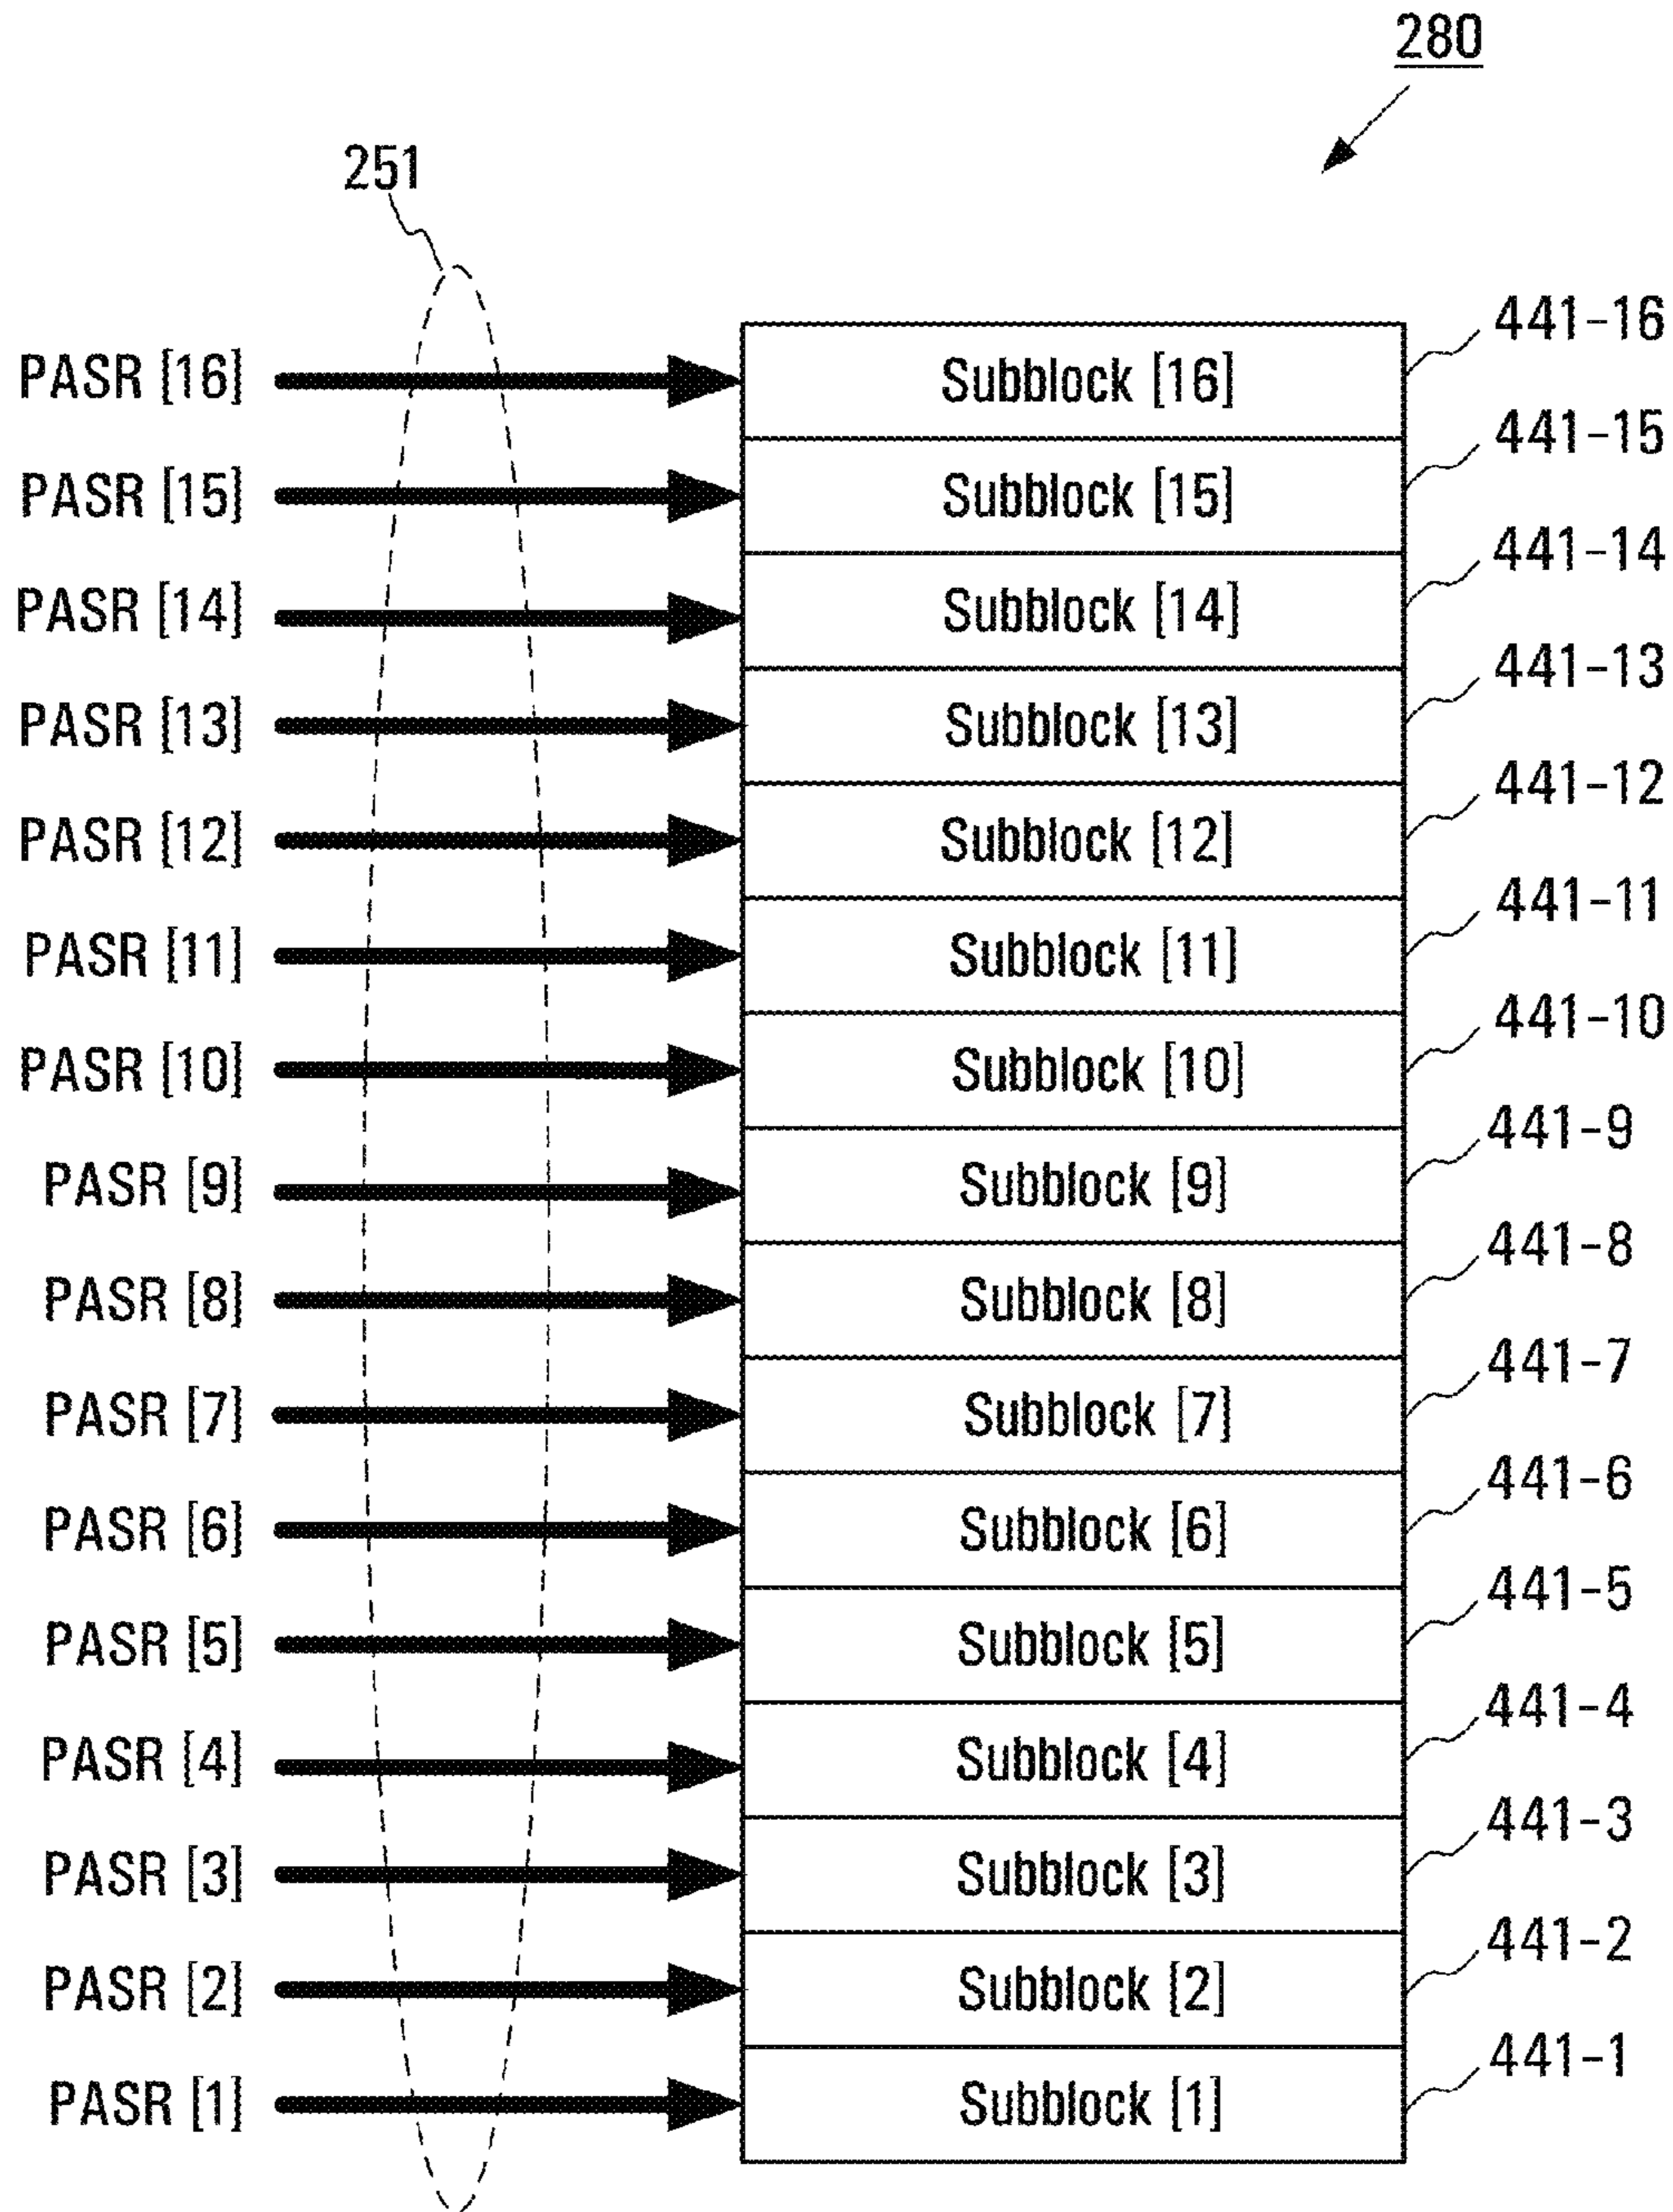 280
251
PASR [16] Subblock [16] 441-16
PASR [15] Subblock [15] 441-15
PASR [14] Subblock [14] 441-14
PASR [13] Subblock [13] 441-13
PASR [12] Subblock [12] 441-12
PASR [11] Subblock [11] 441-11
PASR [10] Subblock [10] 441-10
PASR [9] Subblock [9] 441-9
PASR [8] Subblock [8] 441-8
PASR [7] Subblock [7] 441-7
PASR [6] Subblock [6] 441-6
PASR [5] Subblock [5] 441-5
PASR [4] Subblock [4] 441-4
PASR [3] Subblock [3] 441-3
PASR [2] Subblock [2] 441-2
PASR [1] Subblock [1] 441-1